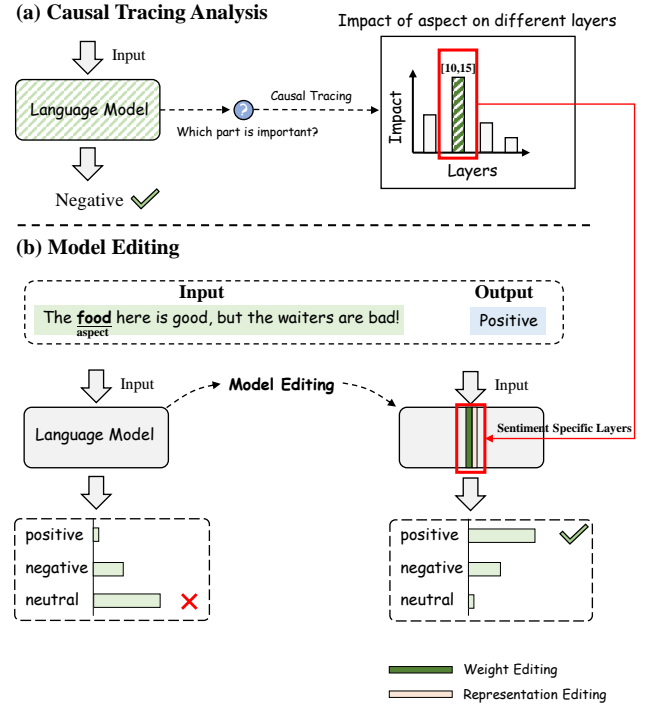 (a) Causal Tracing Analysis
Impact of aspect on different layers
Input
[10,15]
Language Model
?
Causal Tracing
Which part is important?
Impact
Layers
Negative
(b) Model Editing
Input Output
The food here is good, but the waiters are bad! Positive
aspect
Input
Model Editing
Input
Language Model
Sentiment Specific Layers
positive
negative
neutral
positive
negative
neutral
Weight Editing
Representation Editing